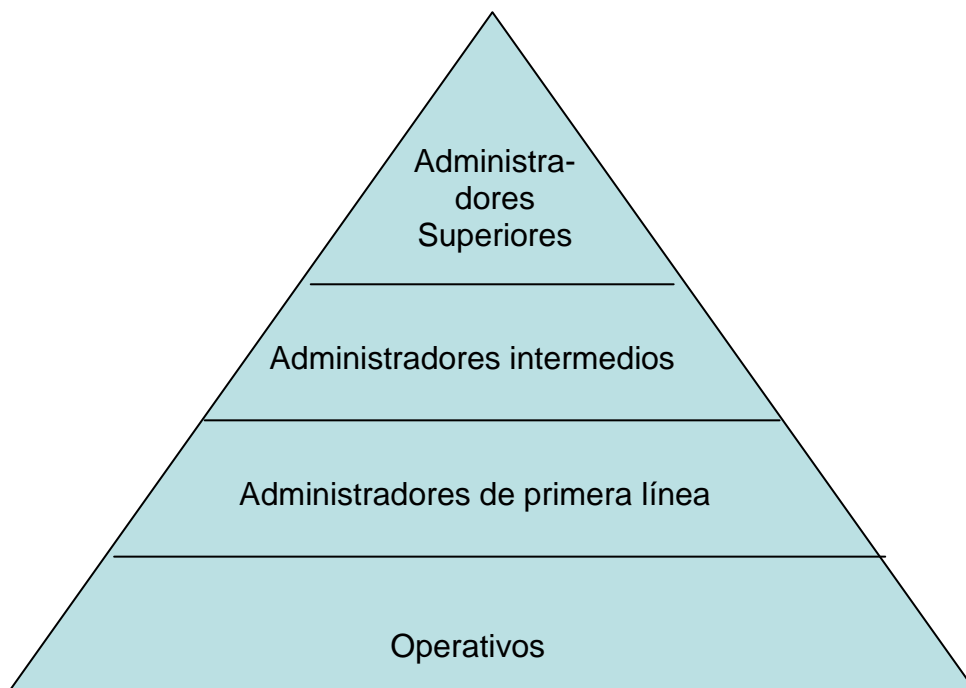 Administra-
dores
Superiores
Administradores intermedios
Administradores de primera línea
Operativos